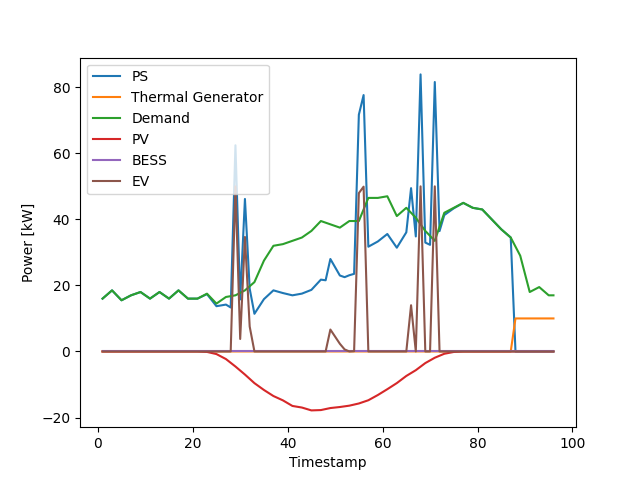 PS
Thermal Generator
Demand
PV
BESS
EV
80
60
40
20
0
−20
Power [kW]
0 20 40 60 80 100
Timestamp